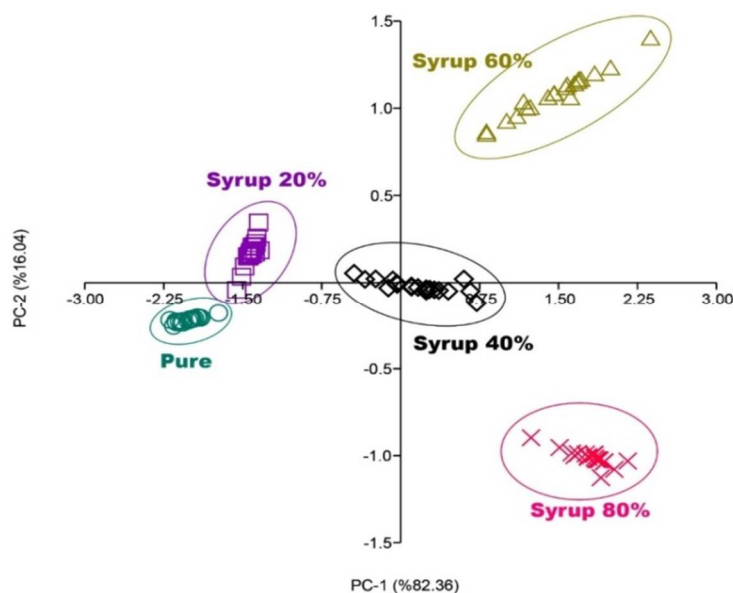 1.5
Syrup 60%
1.0
0.5
Syrup 20%
-3.00
-2.25
-1.50
-0.75
0.75
1.50
2.25
3.00
PC-2 (%16.04)
Syrup 40%
Pure
-0.5
-1.0
Syrup 80%
-1.5
PC-1 (%82.36)